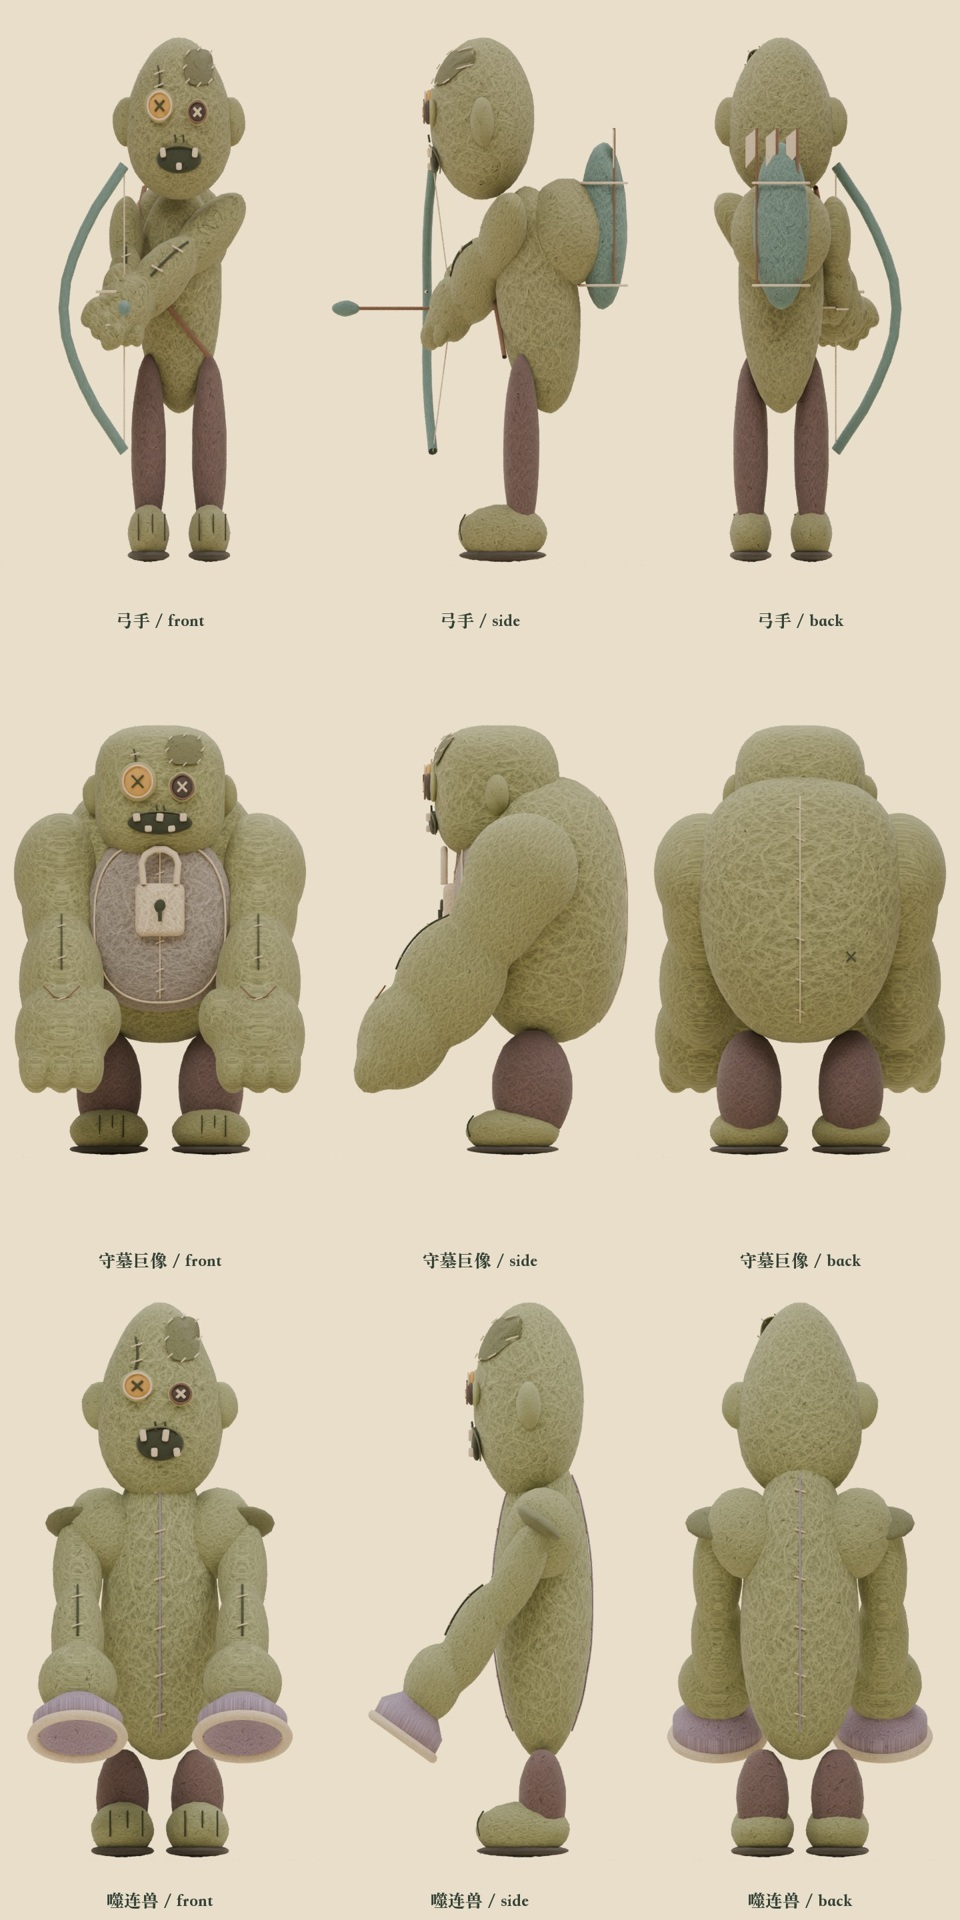 弓手 / front
弓手 / side
弓手 / back
守墓巨像 / front
守墓巨像 / side
守墓巨像 / back
噬连兽 / front
噬连兽 / side
噬连兽 / back